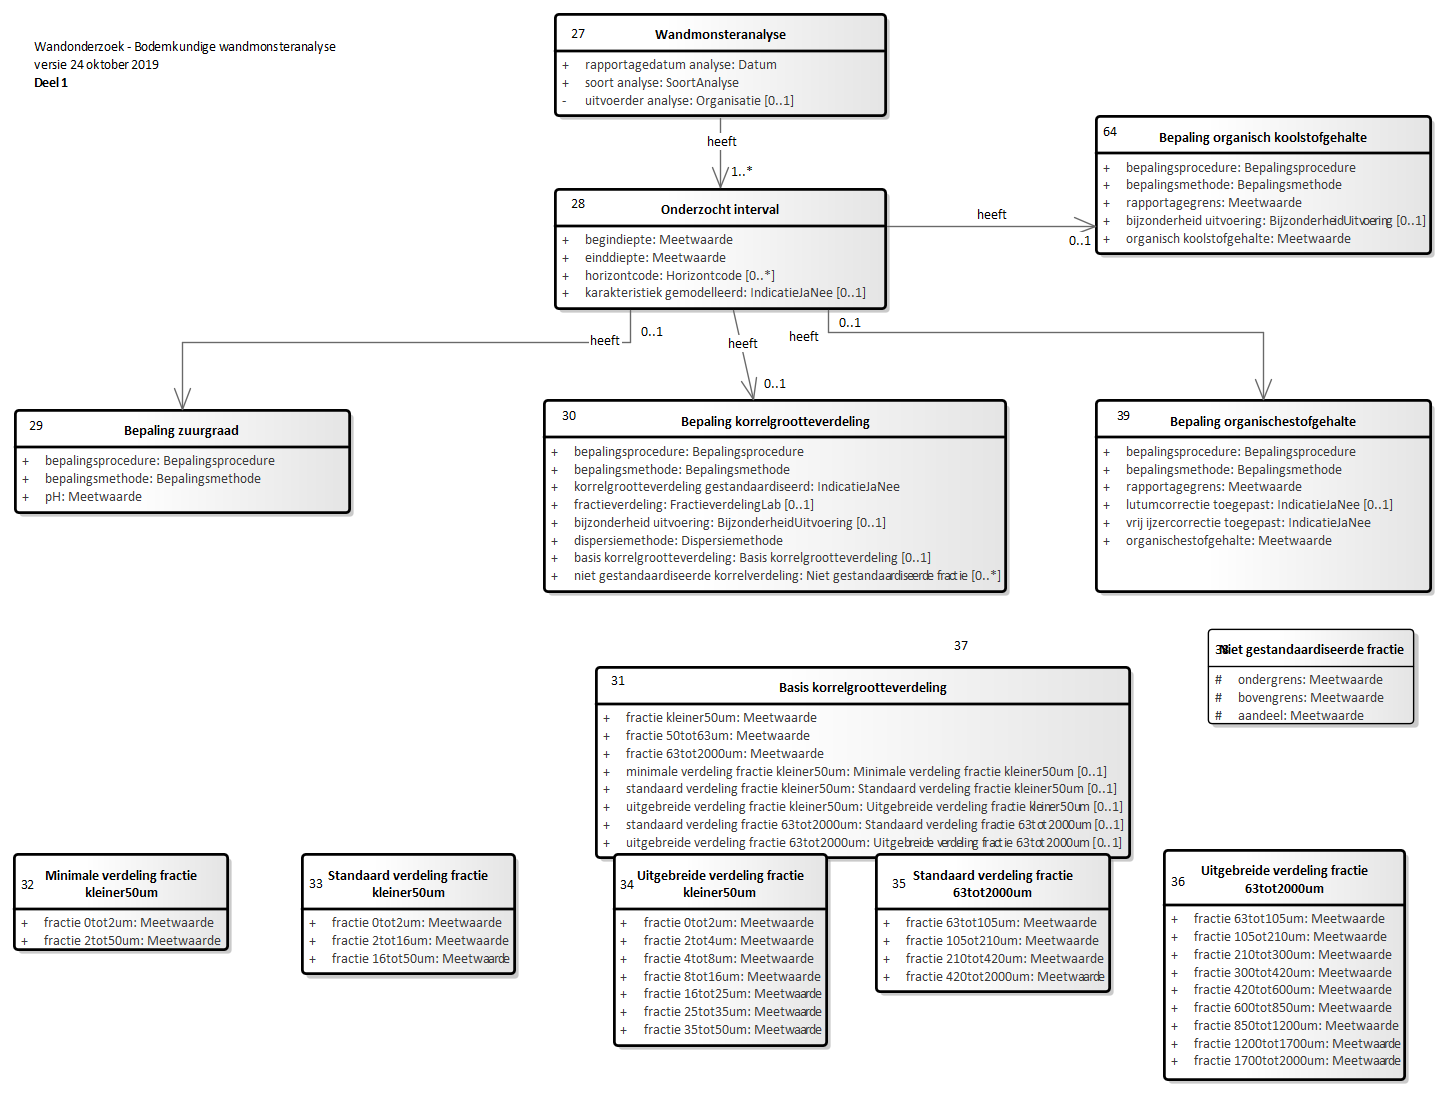 Wandonderzoek - Bodemkundige wandmonsteranalyse
versie 24 oktober 2019
Deel 1
27
Wandmonsteranalyse
+ rapportagedatum analyse: Datum
+ soort analyse: SoortAnalyse
- uitvoerder analyse: Organisatie [0..1]
heeft
1..*
64
Bepaling organisch koolstofgehalte
+ bepalingsprocedure: Bepalingsprocedure
+ bepalingsmethode: Bepalingsmethode
+ rapportagegrens: Meetwaarde
+ bijzonderheid uitvoering: BijzonderheidUitvoering [0..1]
+ organisch koolstofgehalte: Meetwaarde
28
Onderzocht interval
+ begindiepte: Meetwaarde
+ einddiepte: Meetwaarde
+ horizontcode: Horizontcode [0..*]
+ karakteristiek gemodelleerd: IndicatieJaNee [0..1]
heeft
0..1
heeft
0..1
heeft
0..1
heeft
0..1
29
Bepaling zuurgraad
+ bepalingsprocedure: Bepalingsprocedure
+ bepalingsmethode: Bepalingsmethode
+ pH: Meetwaarde
30
Bepaling korrelgrootteverdeling
+ bepalingsprocedure: Bepalingsprocedure
+ bepalingsmethode: Bepalingsmethode
+ korrelgrootteverdeling gestandaardiseerd: IndicatieJaNee
+ fractieverdeling: FractieverdelingLab [0..1]
+ bijzonderheid uitvoering: BijzonderheidUitvoering [0..1]
+ dispersiemethode: Dispersiemethode
+ basis korrelgrootteverdeling: Basis korrelgrootteverdeling [0..1]
+ niet gestandaardiseerde korrelverdeling: Niet gestandaardiseerde fractie [0..*]
39
Bepaling organischestofgehalte
+ bepalingsprocedure: Bepalingsprocedure
+ bepalingsmethode: Bepalingsmethode
+ rapportagegrens: Meetwaarde
+ lutumcorrectie toegepast: IndicatieJaNee [0..1]
+ vrij ijzercorrectie toegepast: IndicatieJaNee
+ organischestofgehalte: Meetwaarde
37
38
Niet gestandaardiseerde fractie
# ondergrens: Meetwaarde
# bovengrens: Meetwaarde
# aandeel: Meetwaarde
31
Basis korrelgrootteverdeling
+ fractie kleiner50um: Meetwaarde
+ fractie 50tot63um: Meetwaarde
+ fractie 63tot2000um: Meetwaarde
+ minimale verdeling fractie kleiner50um: Minimale verdeling fractie kleiner50um [0..1]
+ standaard verdeling fractie kleiner50um: Standaard verdeling fractie kleiner50um [0..1]
+ uitgebreide verdeling fractie kleiner50um: Uitgebreide verdeling fractie kleiner50um [0..1]
+ standaard verdeling fractie 63tot2000um: Standaard verdeling fractie 63tot2000um [0..1]
+ uitgebreide verdeling fractie 63tot2000um: Uitgebreide verdeling fractie 63tot2000um [0..1]
32
Minimale verdeling fractie
kleiner50um
+ fractie 0tot2um: Meetwaarde
+ fractie 2tot50um: Meetwaarde
33
Standaard verdeling fractie
kleiner50um
+ fractie 0tot2um: Meetwaarde
+ fractie 2tot16um: Meetwaarde
+ fractie 16tot50um: Meetwaarde
34
Uitgebreide verdeling fractie
kleiner50um
+ fractie 0tot2um: Meetwaarde
+ fractie 2tot4um: Meetwaarde
+ fractie 4tot8um: Meetwaarde
+ fractie 8tot16um: Meetwaarde
+ fractie 16tot25um: Meetwaarde
+ fractie 25tot35um: Meetwaarde
+ fractie 35tot50um: Meetwaarde
35
Standaard verdeling fractie
63tot2000um
+ fractie 63tot105um: Meetwaarde
+ fractie 105tot210um: Meetwaarde
+ fractie 210tot420um: Meetwaarde
+ fractie 420tot2000um: Meetwaarde
36
Uitgebreide verdeling fractie
63tot2000um
+ fractie 63tot105um: Meetwaarde
+ fractie 105ot210um: Meetwaarde
+ fractie 210tot300um: Meetwaarde
+ fractie 300tot420um: Meetwaarde
+ fractie 420tot600um: Meetwaarde
+ fractie 600tot850um: Meetwaarde
+ fractie 850tot1200um: Meetwaarde
+ fractie 1200tot1700um: Meetwaarde
+ fractie 1700tot2000um: Meetwaarde